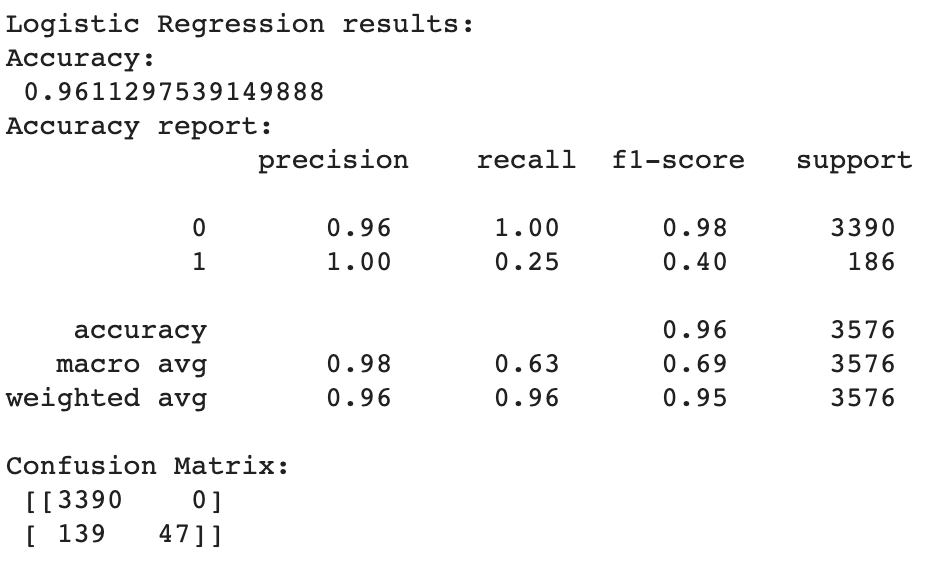 Logistic Regression results:
Accuracy:
 0.9611297539149888
Accuracy report:
              precision    recall  f1-score   support

           0       0.96      1.00      0.98      3390
           1       1.00      0.25      0.40       186

    accuracy                           0.96      3576
   macro avg       0.98      0.63      0.69      3576
weighted avg       0.96      0.96      0.95      3576

Confusion Matrix:
 [[3390    0]
 [ 139   47]]